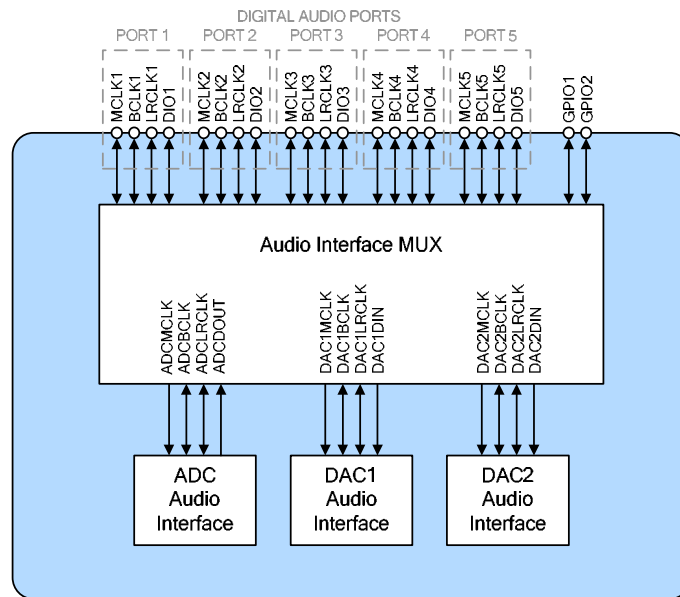 DIGITAL AUDIO PORTS
PORT 1
PORT 2
PORT 3
PORT 4
PORT 5
MCLK1
BCLK1
LRCLK1
DIO1
MCLK2
BCLK2
LRCLK2
DIO2
MCLK3
BCLK3
LRCLK3
DIO3
MCLK4
BCLK4
LRCLK4
DIO4
MCLK5
BCLK5
LRCLK5
DIO5
GPIO1
GPIO2
Audio Interface MUX
ADCMCLK
ADCBCLK
ADCLRCLK
ADCDOUT
DAC1MCLK
DAC1BCLK
DAC1LRCLK
DAC1DIN
DAC2MCLK
DAC2BCLK
DAC2LRCLK
DAC2DIN
ADC
Audio
Interface
DAC1
Audio
Interface
DAC2
Audio
Interface